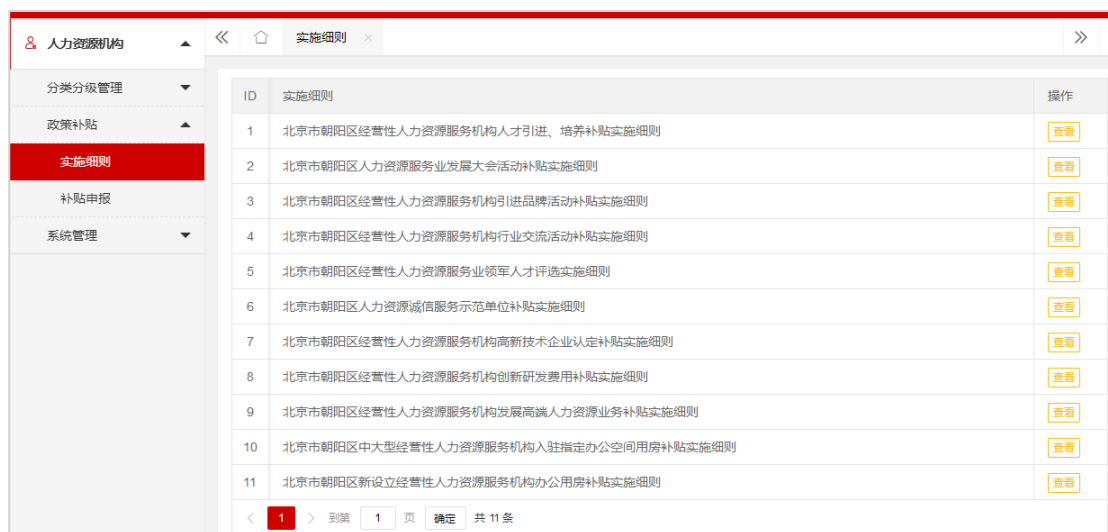 人力资源机构
实施细则
分类分级管理
政策补贴
实施细则
补贴申报
系统管理
ID 实施细则 操作
1 北京市朝阳区经营性人力资源服务机构人才引进、培养补贴实施细则 查看
2 北京市朝阳区人力资源服务业发展大会活动补贴实施细则 查看
3 北京市朝阳区经营性人力资源服务机构引进品牌活动补贴实施细则 查看
4 北京市朝阳区经营性人力资源服务机构行业交流活动补贴实施细则 查看
5 北京市朝阳区经营性人力资源服务业领军人才评选实施细则 查看
6 北京市朝阳区人力资源诚信服务示范单位补贴实施细则 查看
7 北京市朝阳区经营性人力资源服务机构高新技术企业认定补贴实施细则 查看
8 北京市朝阳区经营性人力资源服务机构创新研发费用补贴实施细则 查看
9 北京市朝阳区经营性人力资源服务机构发展高端人力资源业务补贴实施细则 查看
10 北京市朝阳区中大型经营性人力资源服务机构入驻指定办公空间用房补贴实施细则 查看
11 北京市朝阳区新设立经营性人力资源服务机构办公用房补贴实施细则 查看
1 到第 1 页 确定 共 11 条